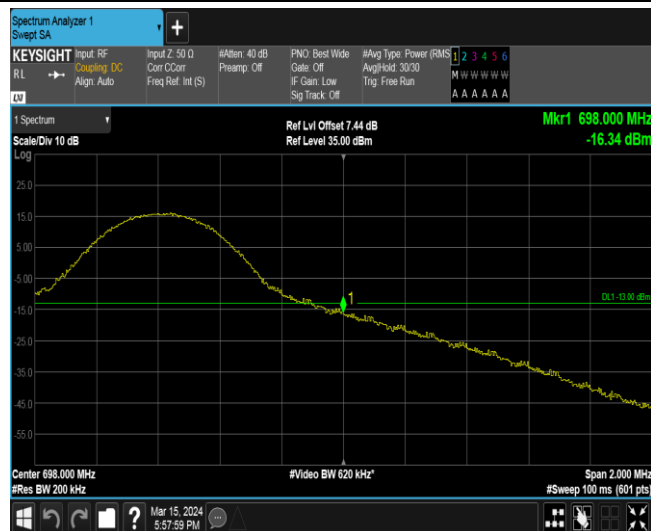 Spectrum Analyzer 1
Swept SA
+
KEYSIGHT
RL
Input: RF
Coupling: DC
Align: Auto
Input Z: 50 Ω
Corr CCorr
Freq Ref: Int (S)
#Atten: 40 dB
Preamp: Off
PNO: Best Wide
Gate: Off
IF Gain: Low
Sig Track: Off
#Avg Type: Power (RMS
Avg|Hold: 30/30
Trig: Free Run
1 2 3 4 5 6
M W W W W W
A A A A A A
LXI
1 Spectrum
Scale/Div 10 dB
Ref Lvl Offset 7.44 dB
Ref Level 35.00 dBm
Mkr1 698.000 MHz
-16.34 dBm
Log
25.0
15.0
5.00
-5.00
-15.0
-25.0
-35.0
-45.0
-55.0
1
DL1 -13.00 dBm
Center 698.000 MHz
#Res BW 200 kHz
#Video BW 620 kHz*
Span 2.000 MHz
#Sweep 100 ms (601 pts)
?
Mar 15, 2024
5:57:59 PM